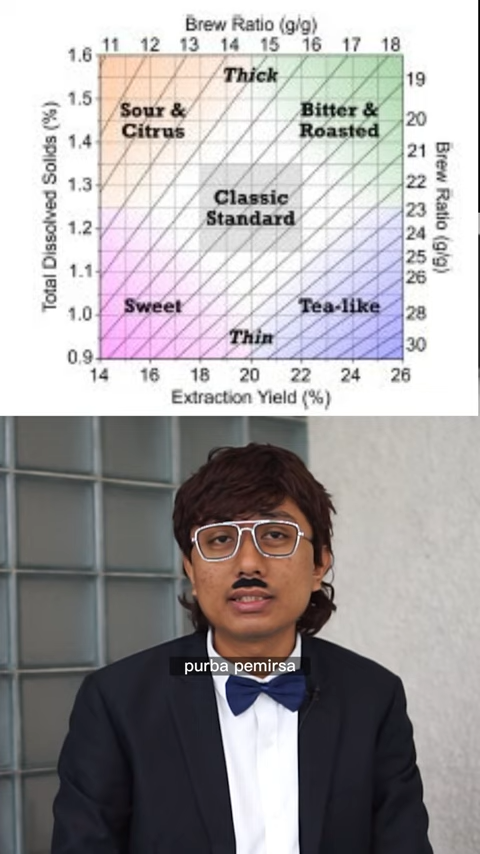 Brew Ratio (g/g)
11 12 13 14 15 16 17 18
1.6
1.5
1.4
1.3
1.2
1.1
1.0
0.9
Total Dissolved Solids (%)
Thick
Sour &
Citrus
Bitter &
Roasted
Classic
Standard
Sweet
Tea-like
Thin
19
20
21
22
23
24
25
26
28
30
Brew Ratio (g/g)
14 16 18 20 22 24 26
Extraction Yield (%)
purba pemirsa